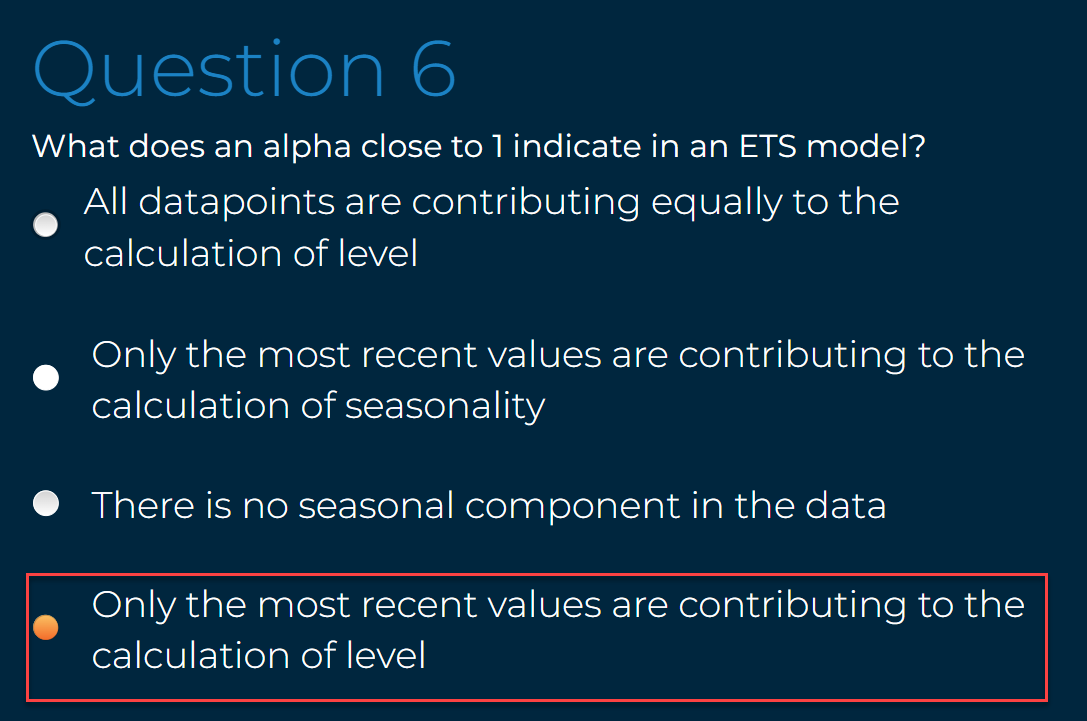 Question 6
What does an alpha close to 1 indicate in an ETS model?
All datapoints are contributing equally to the
calculation of level
Only the most recent values are contributing to the
calculation of seasonality
There is no seasonal component in the data
Only the most recent values are contributing to the
calculation of level